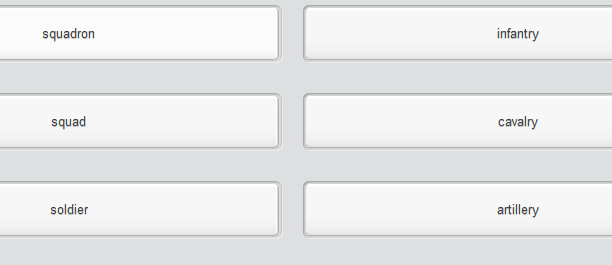 squadron
infantry
squad
cavalry
soldier
artillery